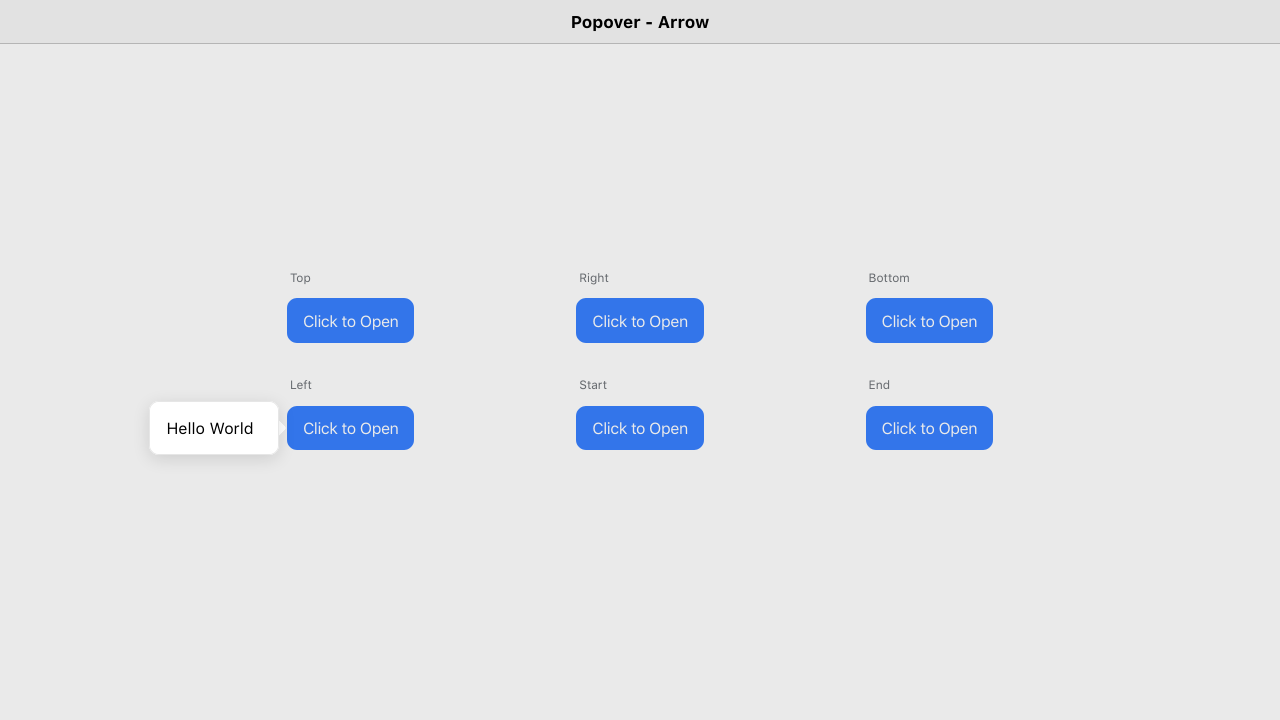 Popover - Arrow
Top
Right
Bottom
Click to Open
Click to Open
Click to Open
Left
Start
End
Hello World
Click to Open
Click to Open
Click to Open